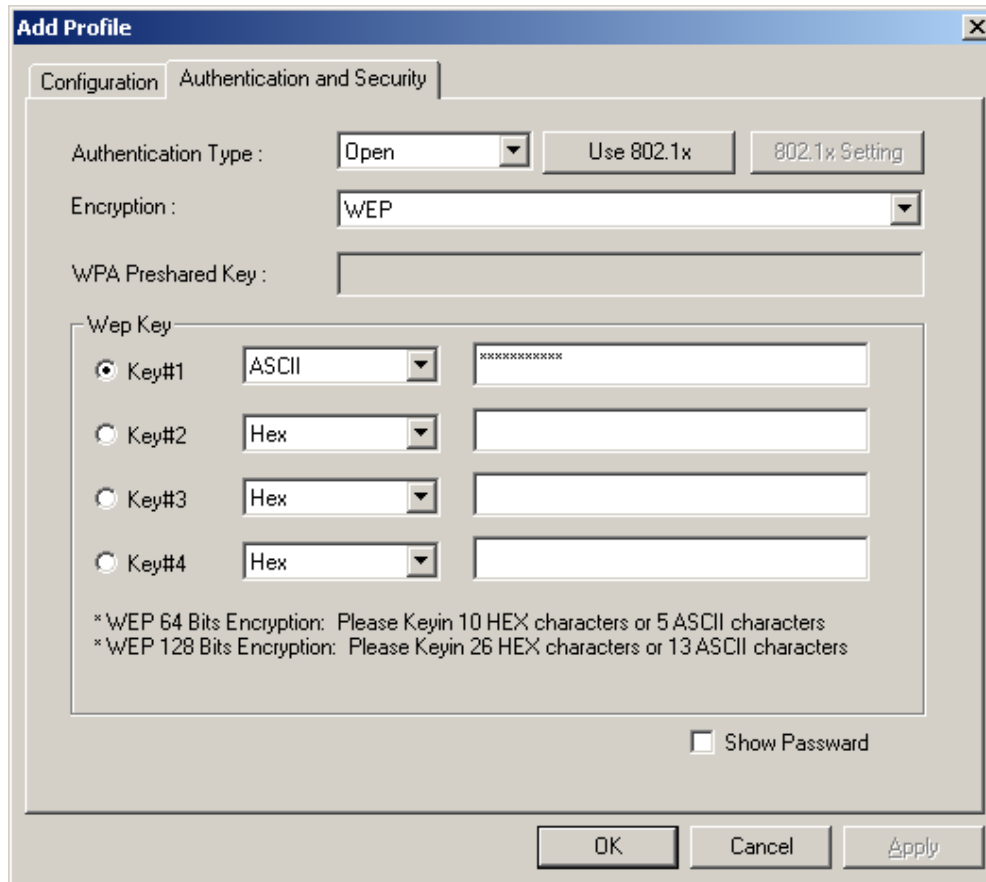 Add Profile
Configuration
Authentication and Security
Authentication Type :
Open
Use 802.1x
802.1x Setting
Encryption :
WEP
WPA Preshared Key :
Wep Key
Key#1
ASCII
***********
Key#2
Hex
Key#3
Hex
Key#4
Hex
* WEP 64 Bits Encryption: Please Keyin 10 HEX characters or 5 ASCII characters
* WEP 128 Bits Encryption: Please Keyin 26 HEX characters or 13 ASCII characters
Show Passward
OK
Cancel
Apply